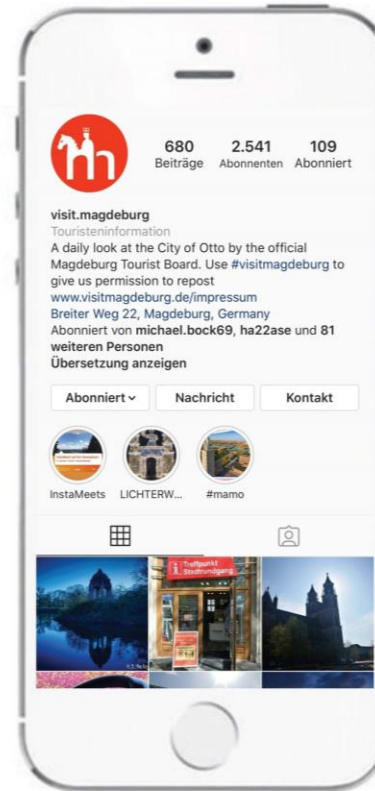 680 2.541 109
Beiträge Abonnenten Abonniert
visit.magdeburg
Touristeninformation
A daily look at the City of Otto by the official
Magdeburg Tourist Board. Use #visitmagdeburg to
give us permission to repost
www.visitmagdeburg.de/impressum
Breiter Weg 22, Magdeburg, Germany
Abonniert von michael.bock69, ha22ase und 81
weiteren Personen
Übersetzung anzeigen
Abonniert Nachricht Kontakt
InstaMeets LICHTERW... #mamo
i Treffpunkt
Stadtrundgang